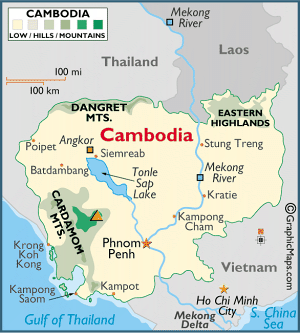 CAMBODIA
LOW / HILLS / MOUNTAINS
Mekong
River
Laos
Thailand
100 mi
100 km
DANGRET
MTS.
EASTERN
HIGHLANDS
Angkor
Cambodia
Poipet
Siemreab
Stung Treng
Batdambang
Tonle
Sap
Lake
Mekong
River
Kratie
CARDAMOM
MTS.
Kampong
Cham
Phnom
Penh
Krong
Koh
Kong
Vietnam
Kampong
Saom
Kampot
Ho Chi Minh
City
Gulf of Thailand
Mekong
Delta
S. China
Sea
©GraphicMaps.com